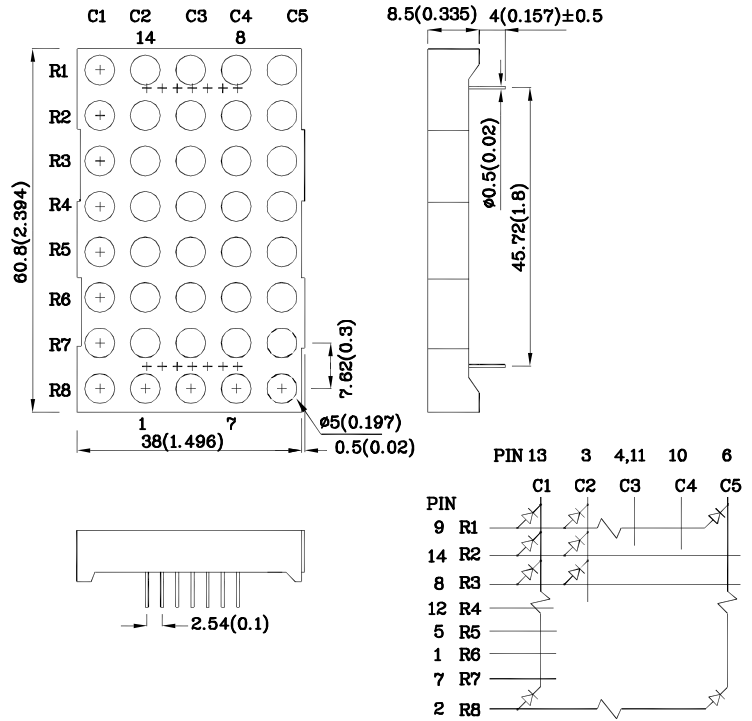 C1 C2 C3 C4 C5
14 8
R1
R2
R3
R4
R5
R6
R7
R8
60.8(2.394)
7.62(0.3)
1 7
ø5(0.197)
38(1.496)
0.5(0.02)
8.5(0.335) 4(0.157)±0.5
ø0.5(0.02)
45.72(1.8)
2.54(0.1)
PIN 13 3 4,11 10 6
C1 C2 C3 C4 C5
PIN
9 R1
14 R2
8 R3
12 R4
5 R5
1 R6
7 R7
2 R8